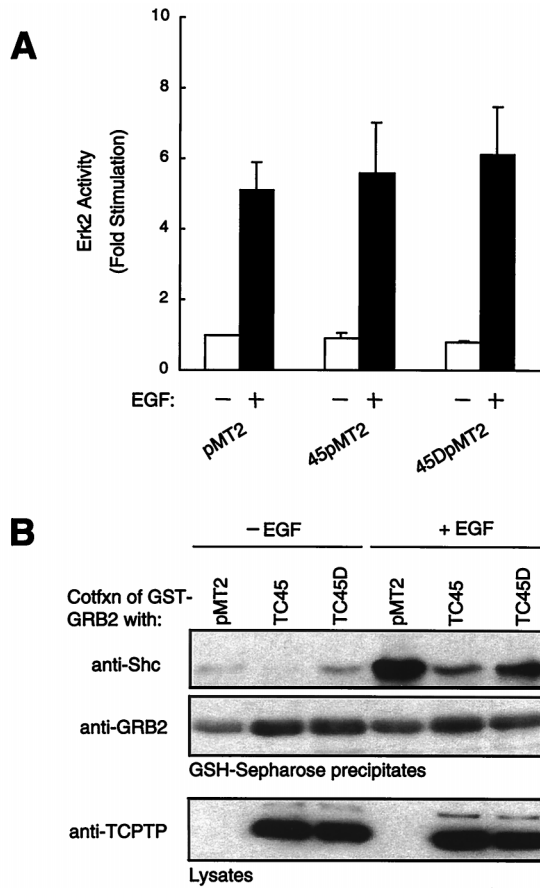 A
10
8
6
4
2
0
Erk2 Activity
(Fold Stimulation)
EGF: − + − + − +
pMT2 45pMT2 45DpMT2
B
− EGF + EGF
Cotfxn of GST-
GRB2 with:
pMT2 TC45 TC45D pMT2 TC45 TC45D
anti-Shc
anti-GRB2
GSH-Sepharose precipitates
anti-TCPTP
Lysates